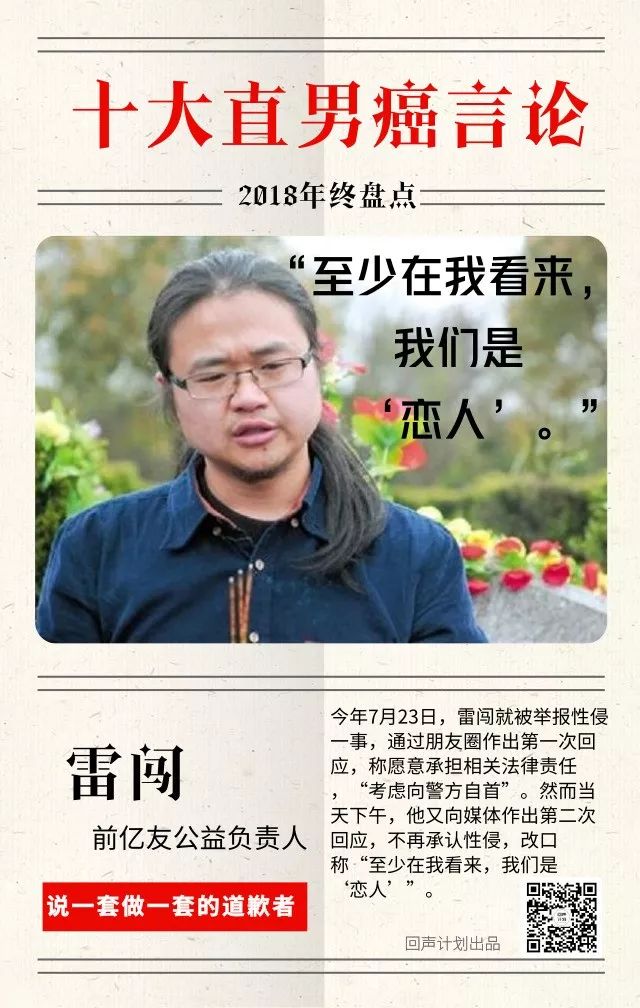 十大直男癌言论
2018年终盘点
“至少在我看来，
我们是
‘恋人’。”
雷闯
前亿友公益负责人
说一套做一套的道歉者
今年7月23日，雷闯就被举报性侵
一事，通过朋友圈作出第一次回
应，称愿意承担相关法律责任
，“考虑向警方自首”。然而当
天下午，他又向媒体作出第二次
回应，不再承认性侵，改口
称“至少在我看来，我们是
‘恋人’”。
回声计划出品